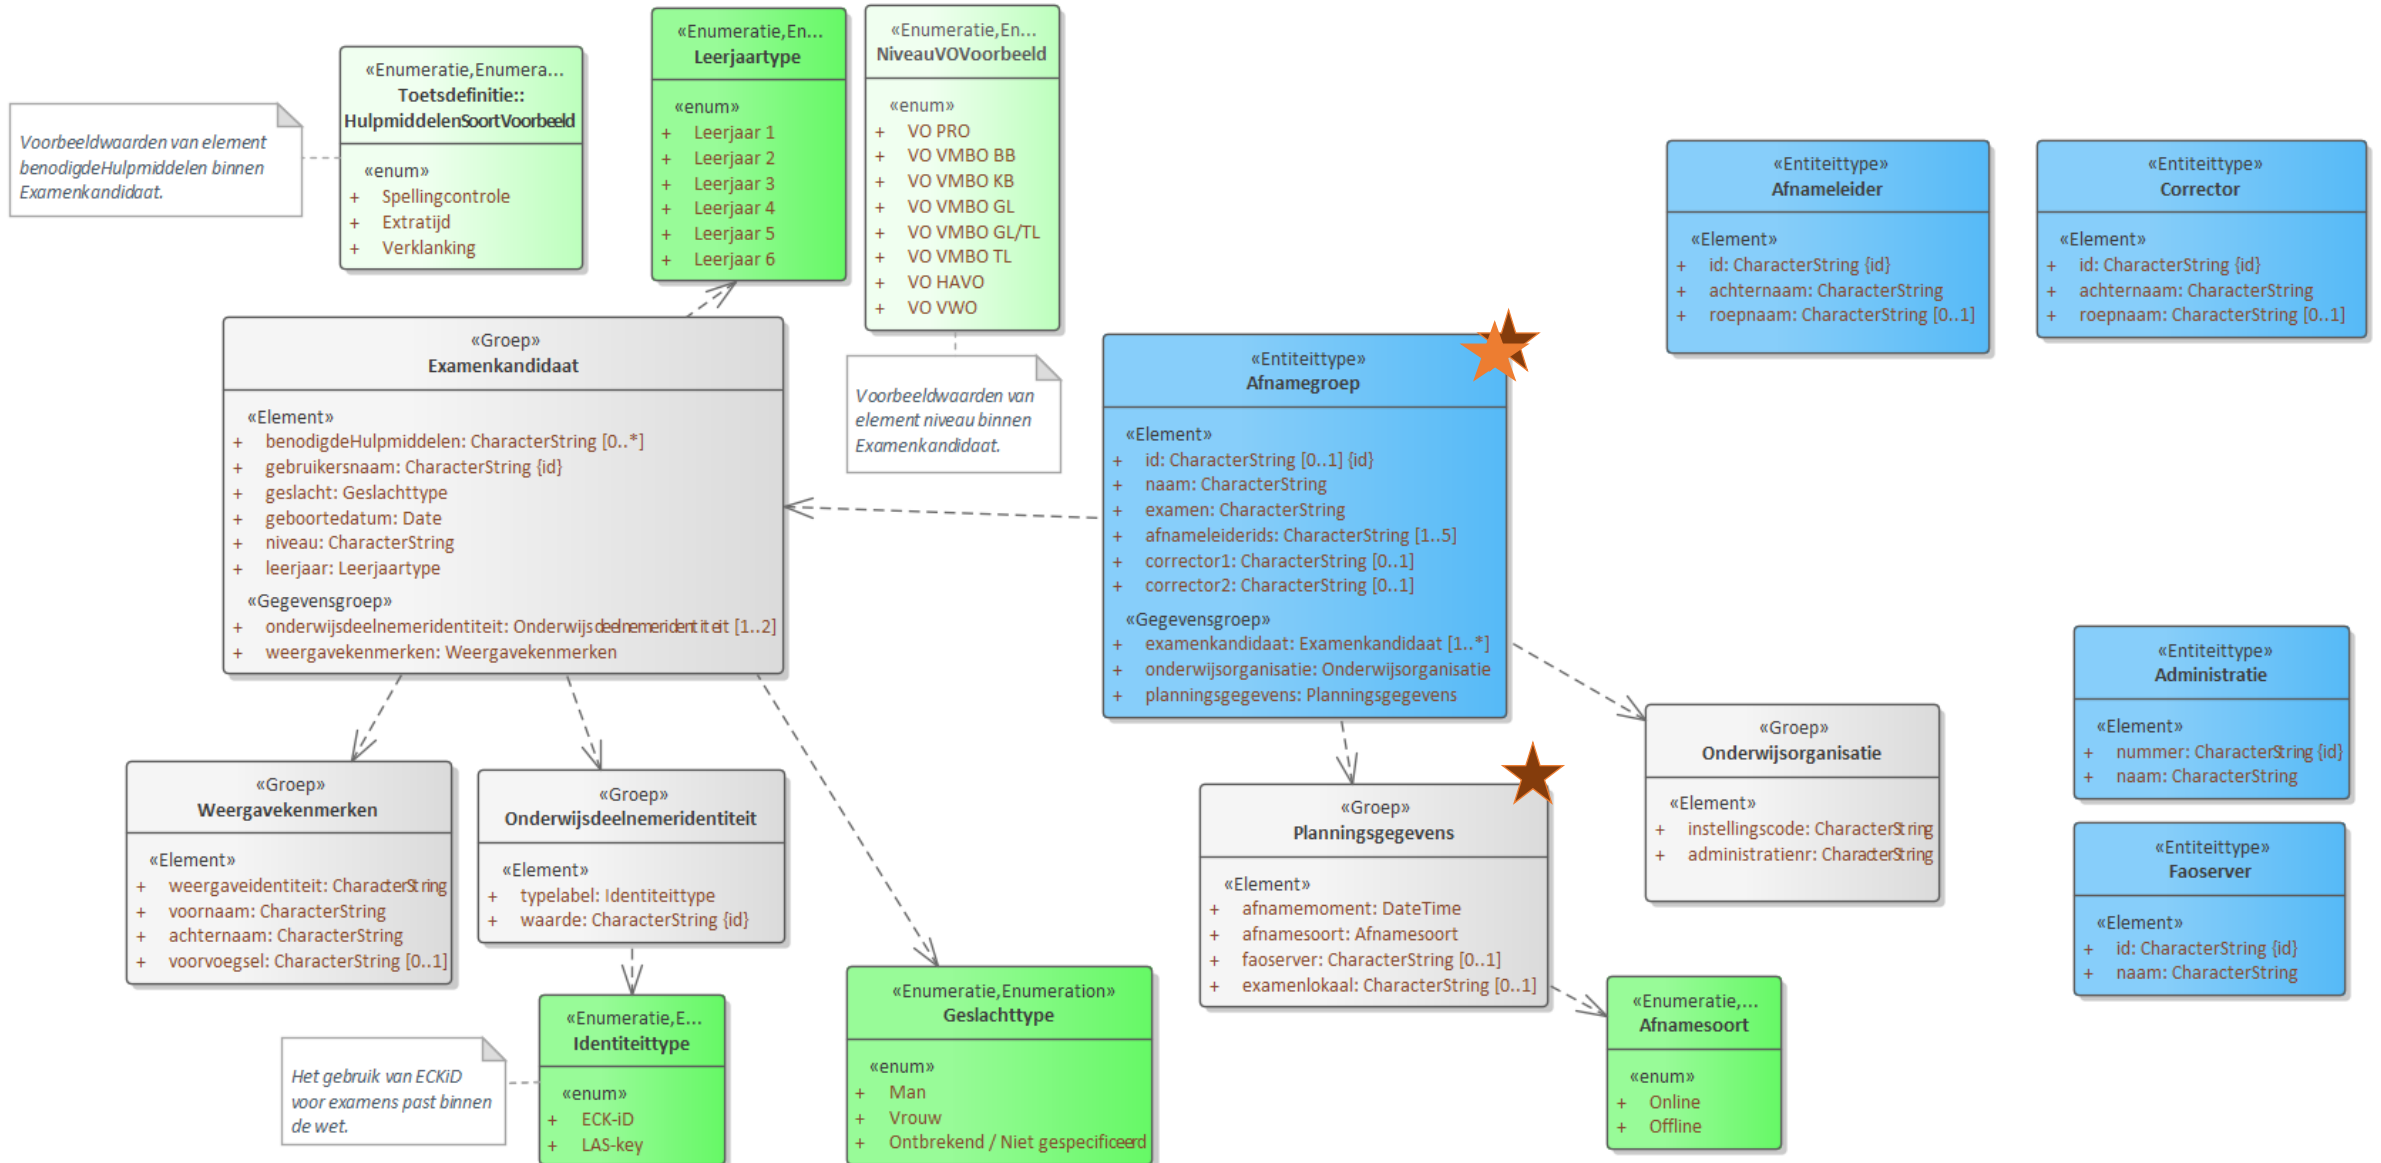 Voorbeeldwaarden van element
benodigdeHulpmiddelen binnen
Examenkandidaat.
«Enumeratie,Enumera...
Toetsdefinitie::
HulpmiddelenSoortVoorbeeld
«enum»
+ Spellingcontrole
+ Extratijd
+ Verklanking
«Enumeratie,En...
Leerjaartype
«enum»
+ Leerjaar 1
+ Leerjaar 2
+ Leerjaar 3
+ Leerjaar 4
+ Leerjaar 5
+ Leerjaar 6
«Enumeratie,En...
NiveauVOVoorbeeld
«enum»
+ VO PRO
+ VO VMBO BB
+ VO VMBO KB
+ VO VMBO GL
+ VO VMBO GL/TL
+ VO VMBO TL
+ VO HAVO
+ VO VWO
Voorbeeldwaarden van
element niveau binnen
Examenkandidaat.
«Entiteittype»
Afnameleider
«Element»
+ id: CharacterString {id}
+ achternaam: CharacterString
+ roepnaam: CharacterString [0..1]
«Entiteittype»
Corrector
«Element»
+ id: CharacterString {id}
+ achternaam: CharacterString
+ roepnaam: CharacterString [0..1]
«Groep»
Examenkandidaat
«Element»
+ benodigdeHulpmiddelen: CharacterString [0..*]
+ gebruikersnaam: CharacterString {id}
+ geslacht: Geslachttype
+ geboortedatum: Date
+ niveau: CharacterString
+ leerjaar: Leerjaartype
«Gegevensgroep»
+ onderwijsdeelnemeridentiteit: Onderwijsdeelnemeridentiteit [1..2]
+ weergavekenmerken: Weergavekenmerken
«Entiteittype»
Afnamegroep
«Element»
+ id: CharacterString [0..1] {id}
+ naam: CharacterString
+ examen: CharacterString
+ afnameleiderids: CharacterString [1..5]
+ corrector1: CharacterString [0..1]
+ corrector2: CharacterString [0..1]
«Gegevensgroep»
+ examenkandidaat: Examenkandidaat [1..*]
+ onderwijsorganisatie: Onderwijsorganisatie
+ planningsgegevens: Planningsgegevens
«Groep»
Weergavekenmerken
«Element»
+ weergaveidentiteit: CharacterString
+ voornaam: CharacterString
+ achternaam: CharacterString
+ voorvoegsel: CharacterString [0..1]
«Groep»
Onderwijsdeelnemeridentiteit
«Element»
+ typelabel: Identiteittype
+ waarde: CharacterString {id}
«Groep»
Planningsgegevens
«Element»
+ afnamemoment: DateTime
+ afnamesoort: Afnamesoort
+ faoserver: CharacterString [0..1]
+ examenlokaal: CharacterString [0..1]
«Groep»
Onderwijsorganisatie
«Element»
+ instellingscode: CharacterString
+ administratienr: CharacterString
«Entiteittype»
Administratie
«Element»
+ nummer: CharacterString {id}
+ naam: CharacterString
«Entiteittype»
Faoserver
«Element»
+ id: CharacterString {id}
+ naam: CharacterString
Het gebruik van ECKiD
voor examens past binnen
de wet.
«Enumeratie,E...
Identiteittype
«enum»
+ ECK-iD
+ LAS-key
«Enumeratie,Enumeration»
Geslachttype
«enum»
+ Man
+ Vrouw
+ Ontbrekend / Niet gespecificeerd
«Enumeratie,...
Afnamesoort
«enum»
+ Online
+ Offline